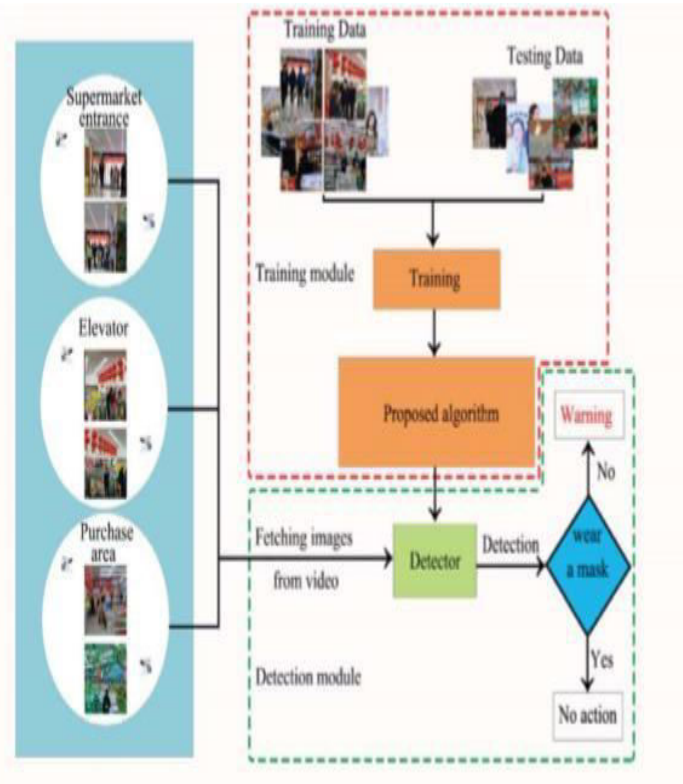 Supermarket
entrance
Elevator
Purchase
area
Training Data
Testing Data
Training module
Training
Proposed algorithm
Warning
No
Fetching images
from video
Detector
Detection
wear
a mask
Yes
Detection module
No action